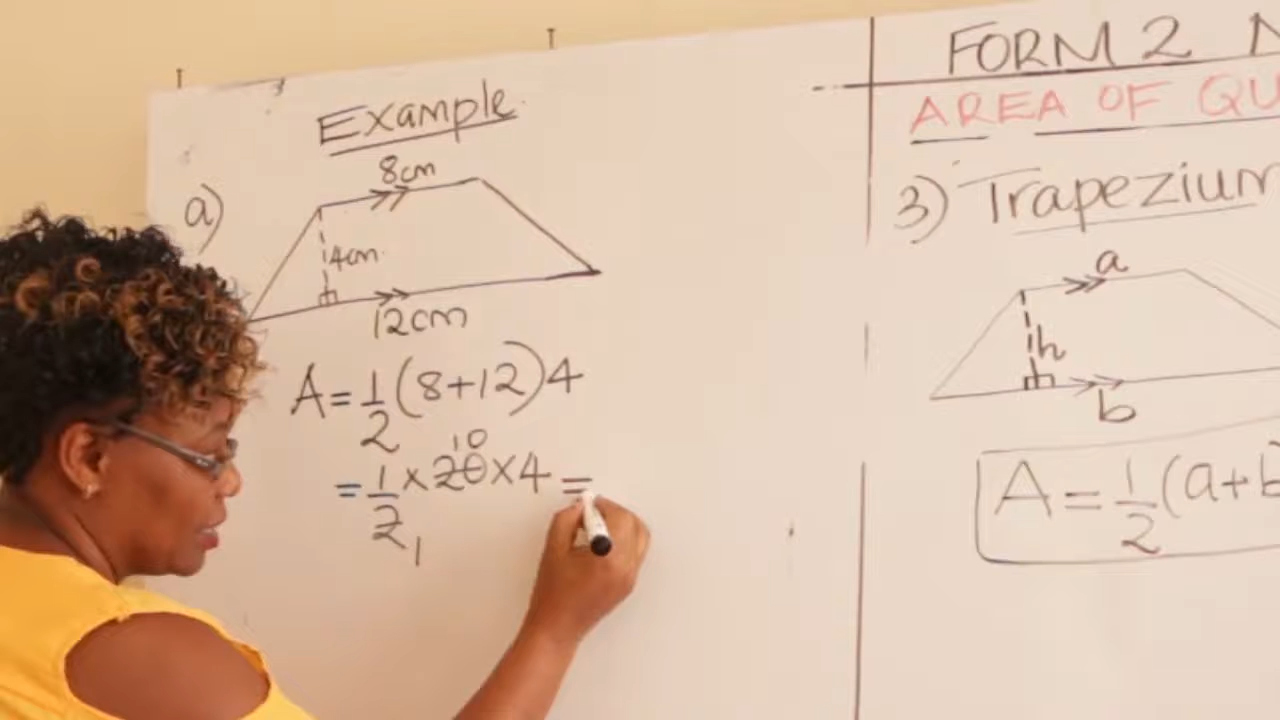 Example
8cm
a)
4cm
12cm
A=1/2(8+12)4
10
=1/2×20×4=
1
FORM 2
AREA OF
3) Trapezium
a
h
b
A=1/2(a+b